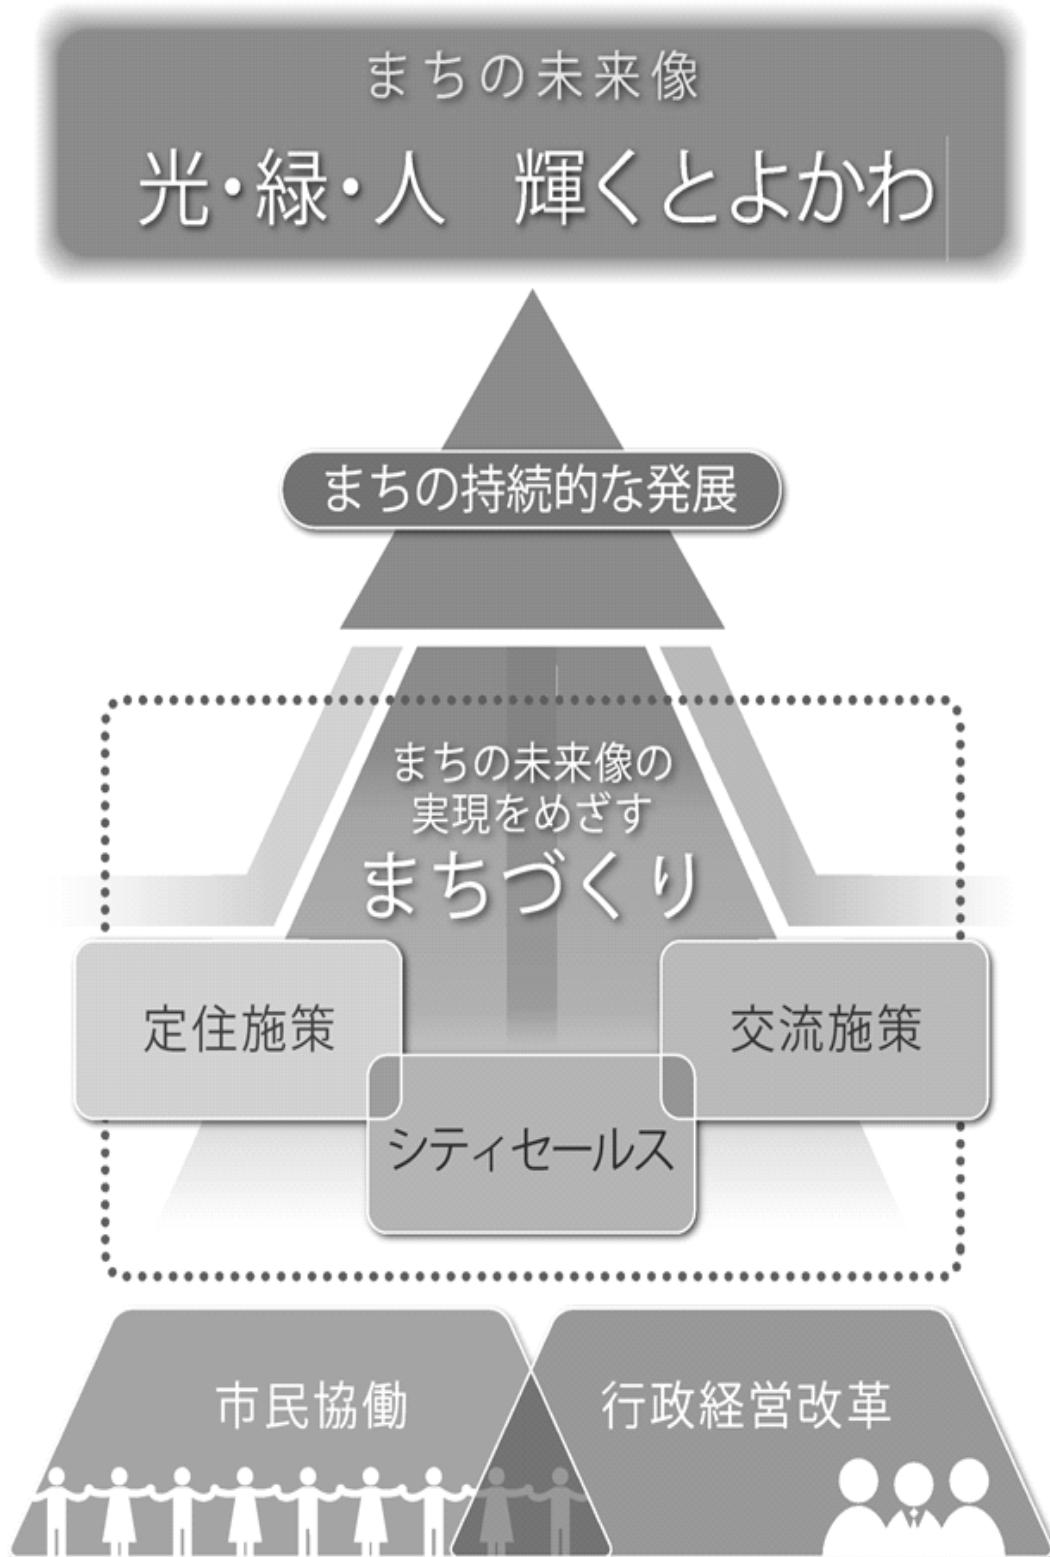 まちの未来像
光・緑・人　輝くとよかわ
まちの持続的な発展
まちの未来像の
実現をめざす
まちづくり
定住施策
交流施策
シティセールス
市民協働
行政経営改革